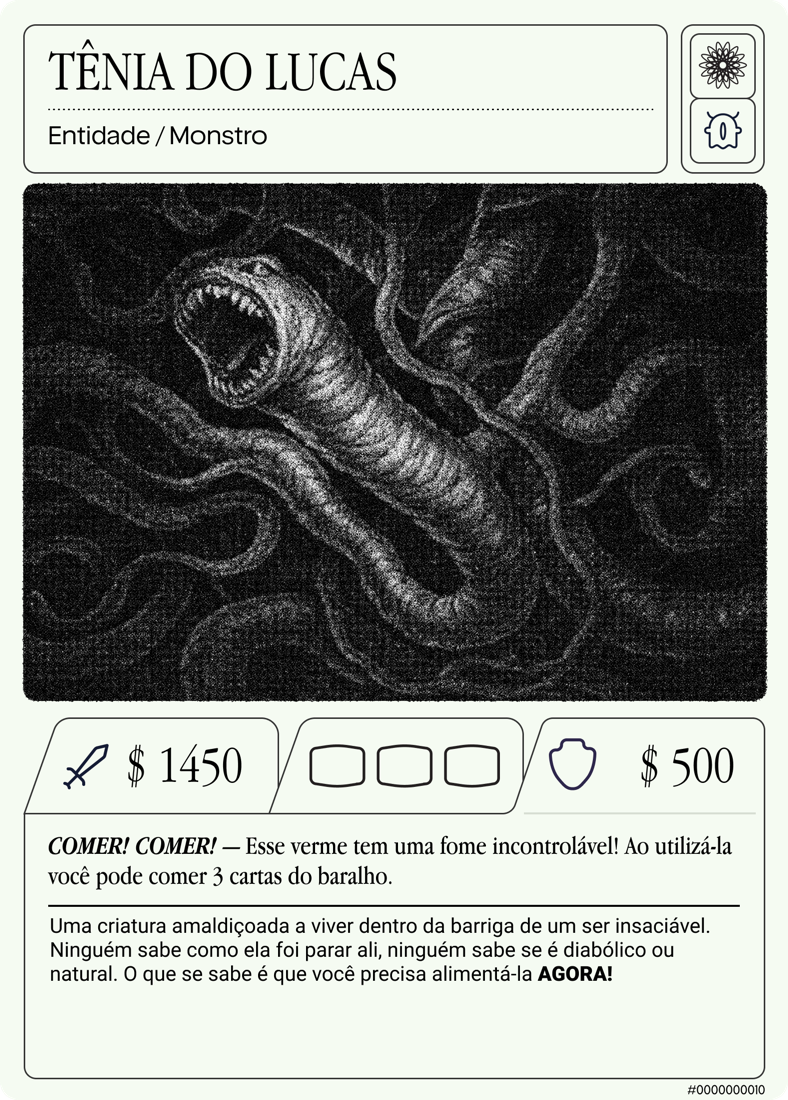 TÊNIA DO LUCAS
Entidade / Monstro
$ 1450
$ 500
COMER! COMER! — Esse verme tem uma fome incontrolável! Ao utilizá-la
você pode comer 3 cartas do baralho.
Uma criatura amaldiçoada a viver dentro da barriga de um ser insaciável.
Ninguém sabe como ela foi parar ali, ninguém sabe se é diabólico ou
natural. O que se sabe é que você precisa alimentá-la AGORA!
#0000000010